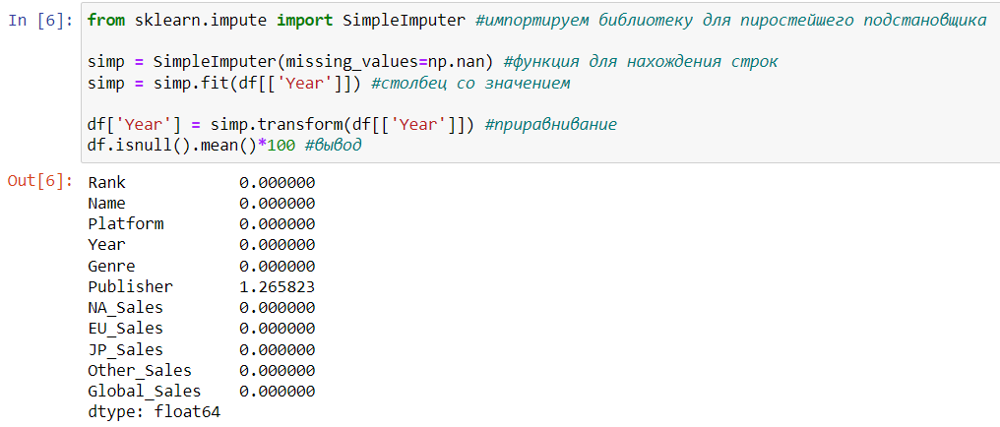 In [6]: from sklearn.impute import SimpleImputer #импортируем библиотеку для пиростейшего подстановщика
simp = SimpleImputer(missing_values=np.nan) #функция для нахождения строк
simp = simp.fit(df[['Year']]) #столбец со значением
df['Year'] = simp.transform(df[['Year']]) #приравнивание
df.isnull().mean()*100 #вывод
Out[6]: Rank 0.000000
Name 0.000000
Platform 0.000000
Year 0.000000
Genre 0.000000
Publisher 1.265823
NA_Sales 0.000000
EU_Sales 0.000000
JP_Sales 0.000000
Other_Sales 0.000000
Global_Sales 0.000000
dtype: float64